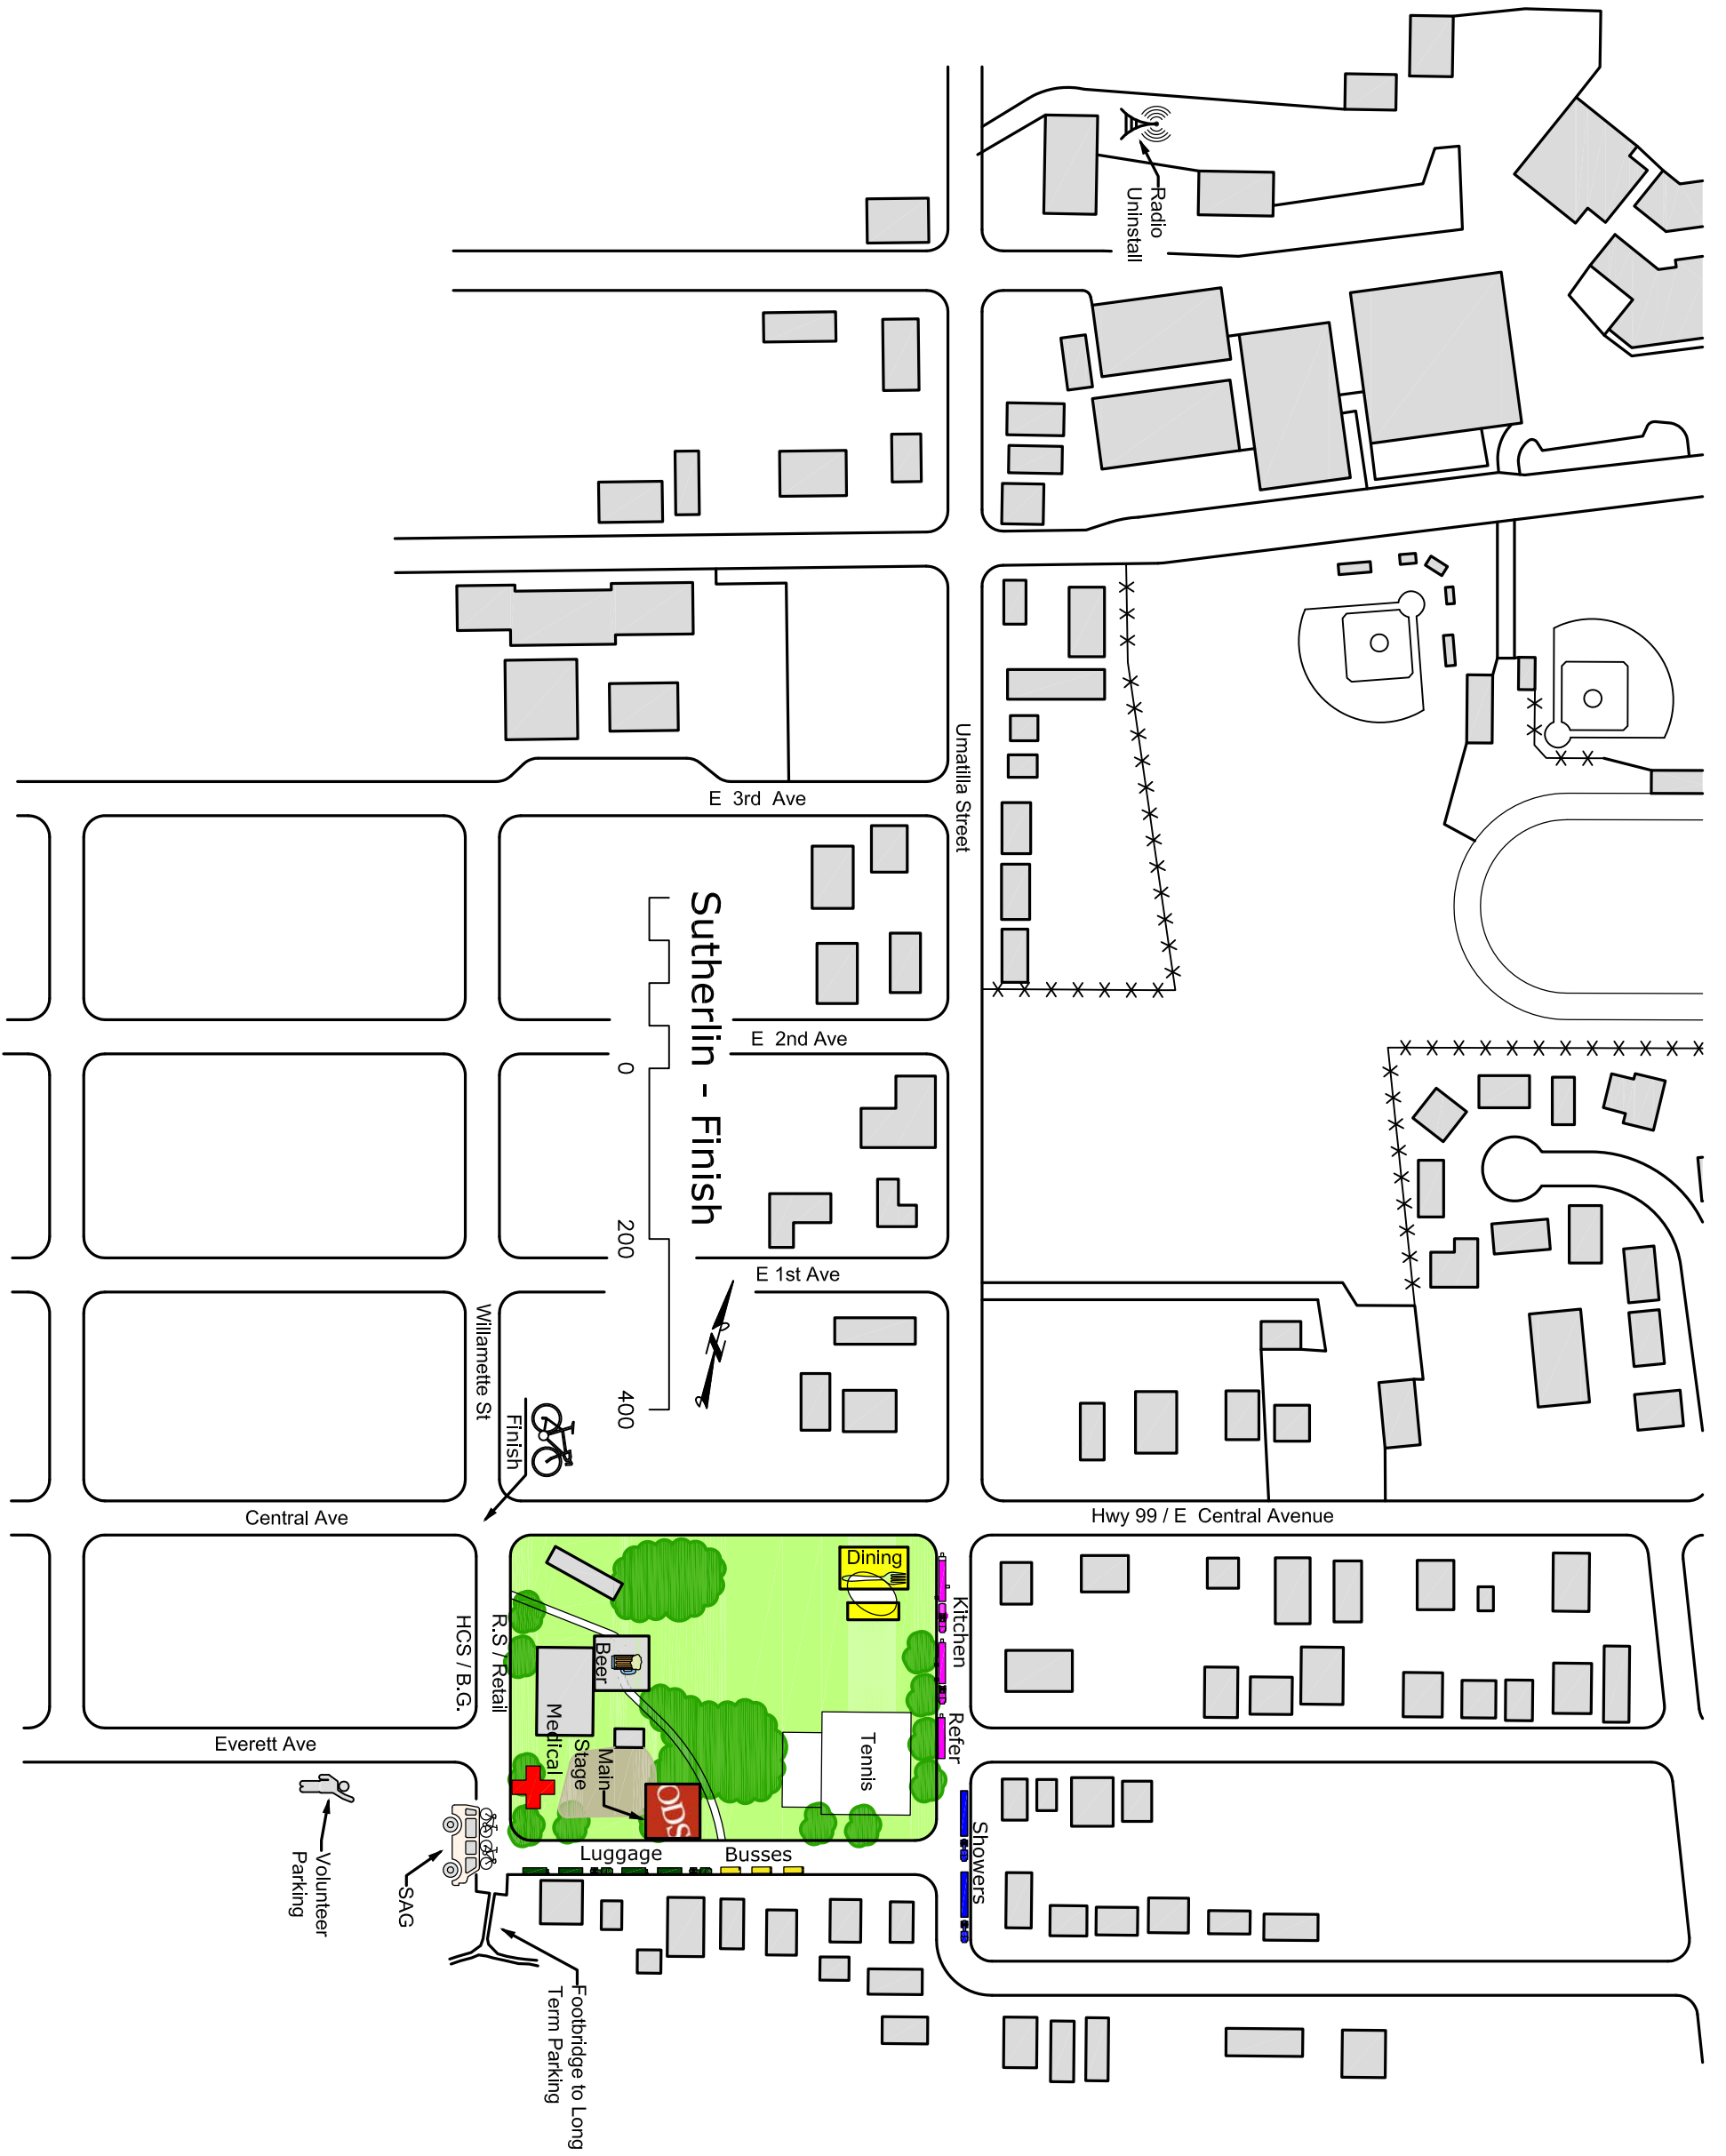 Radio
Uninstall
Umatilla Street
E 3rd Ave
Sutherlin - Finish
E 2nd Ave
0
200
400
E 1st Ave
Willamette St
Finish
Central Ave
Hwy 99 / E Central Avenue
Dining
Kitchen
R.S / Retail
HCS / B.G.
Beer
Medical
Refer
Tennis
Everett Ave
Main
Stage
ODS
Showers
Luggage
Busses
Volunteer
Parking
SAG
Footbridge to Long
Term Parking